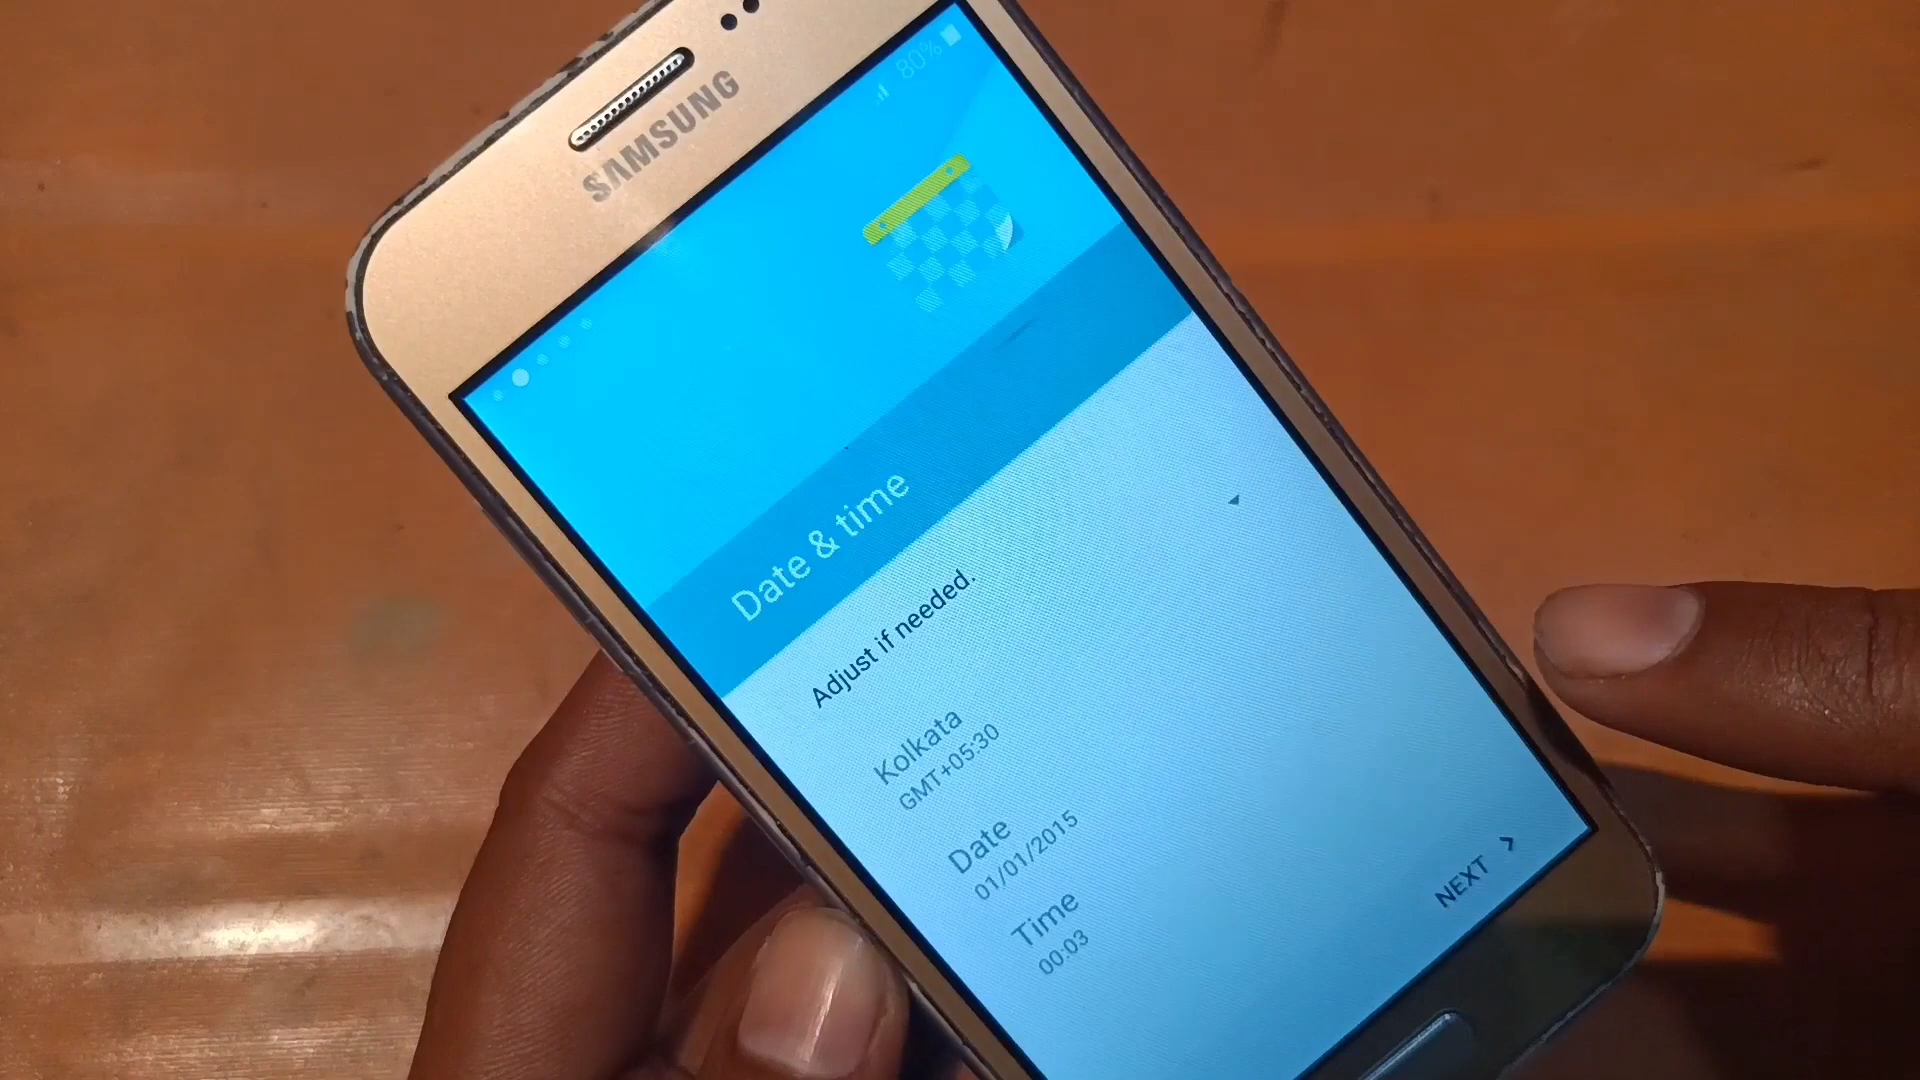 SAMSUNG
80%
Date & time
Adjust if needed.
Kolkata
GMT+05:30
Date
01/01/2015
Time
00:03
NEXT